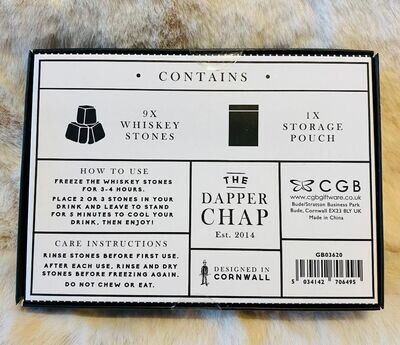 • CONTAINS •
9X
WHISKEY
STONES
1X
STORAGE
POUCH
HOW TO USE
FREEZE THE WHISKEY STONES
FOR 3-4 HOURS.
PLACE 2 OR 3 STONES IN YOUR
DRINK AND LEAVE TO STAND
FOR 5 MINUTES TO COOL YOUR
DRINK, THEN ENJOY!
CARE INSTRUCTIONS
RINSE STONES BEFORE FIRST USE.
AFTER EACH USE, RINSE AND DRY
STONES BEFORE FREEZING AGAIN.
DO NOT CHEW OR EAT.
THE
DAPPER
CHAP
Est. 2014
DESIGNED IN
CORNWALL
CGB
www.cgbgiftware.co.uk
Bude/Stratton Business Park
Bude, Cornwall EX23 8LY UK
Made in China
GB03620
5 034142 706495